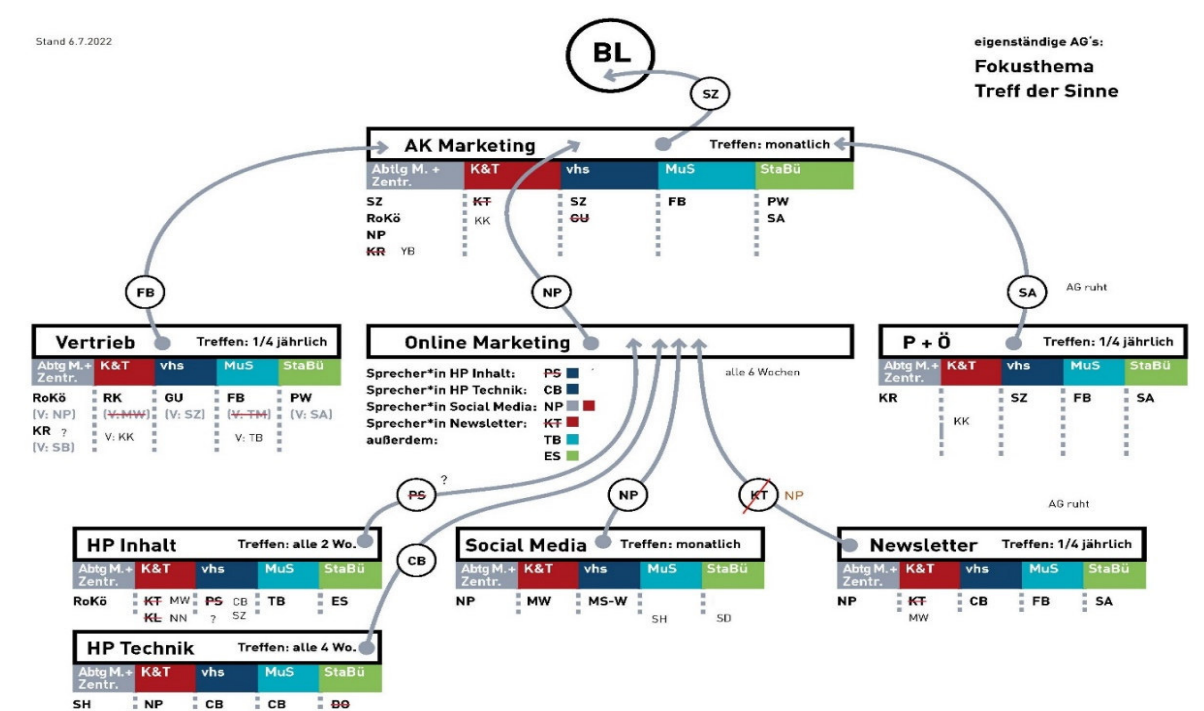 Stand 6.7.2022
BL
eigenständige AG´s:
Fokusthema
Treff der Sinne
SZ
AK Marketing Treffen: monatlich
Abtlg M. + Zentr. K&T vhs MuS StaBü
SZ KT SZ FB PW
RoKö KK GU SA
NP
KR YB
FB
NP
SA
AG ruht
Vertrieb Treffen: 1/4 jährlich
Abtg M.+ Zentr. K&T vhs MuS StaBü
RoKö RK GU FB PW
(V: NP) (V: MW) (V: SZ) (V: TM) (V: SA)
KR ? V: KK V: TB
(V: SB)
Online Marketing
alle 6 Wochen
Sprecher*in HP Inhalt: PS
Sprecher*in HP Technik: CB
Sprecher*in Social Media: NP
Sprecher*in Newsletter: KT
außerdem: TB
ES
P + Ö Treffen: 1/4 jährlich
Abtg M.+ Zentr. K&T vhs MuS StaBü
KR SZ FB SA
KK
PS ?
NP
KT NP
CB
AG ruht
HP Inhalt Treffen: alle 2 Wo.
Abtg M.+ Zentr. K&T vhs MuS StaBü
RoKö KT MW PS CB TB ES
KL NN ? SZ
HP Technik Treffen: alle 4 Wo.
Abtg M.+ Zentr. K&T vhs MuS StaBü
SH NP CB CB DO
Social Media Treffen: monatlich
Abtg M.+ Zentr. K&T vhs MuS StaBü
NP MW MS-W
SH SD
Newsletter Treffen: 1/4 jährlich
Abtg M.+ Zentr. K&T vhs MuS StaBü
NP KT CB FB SA
MW